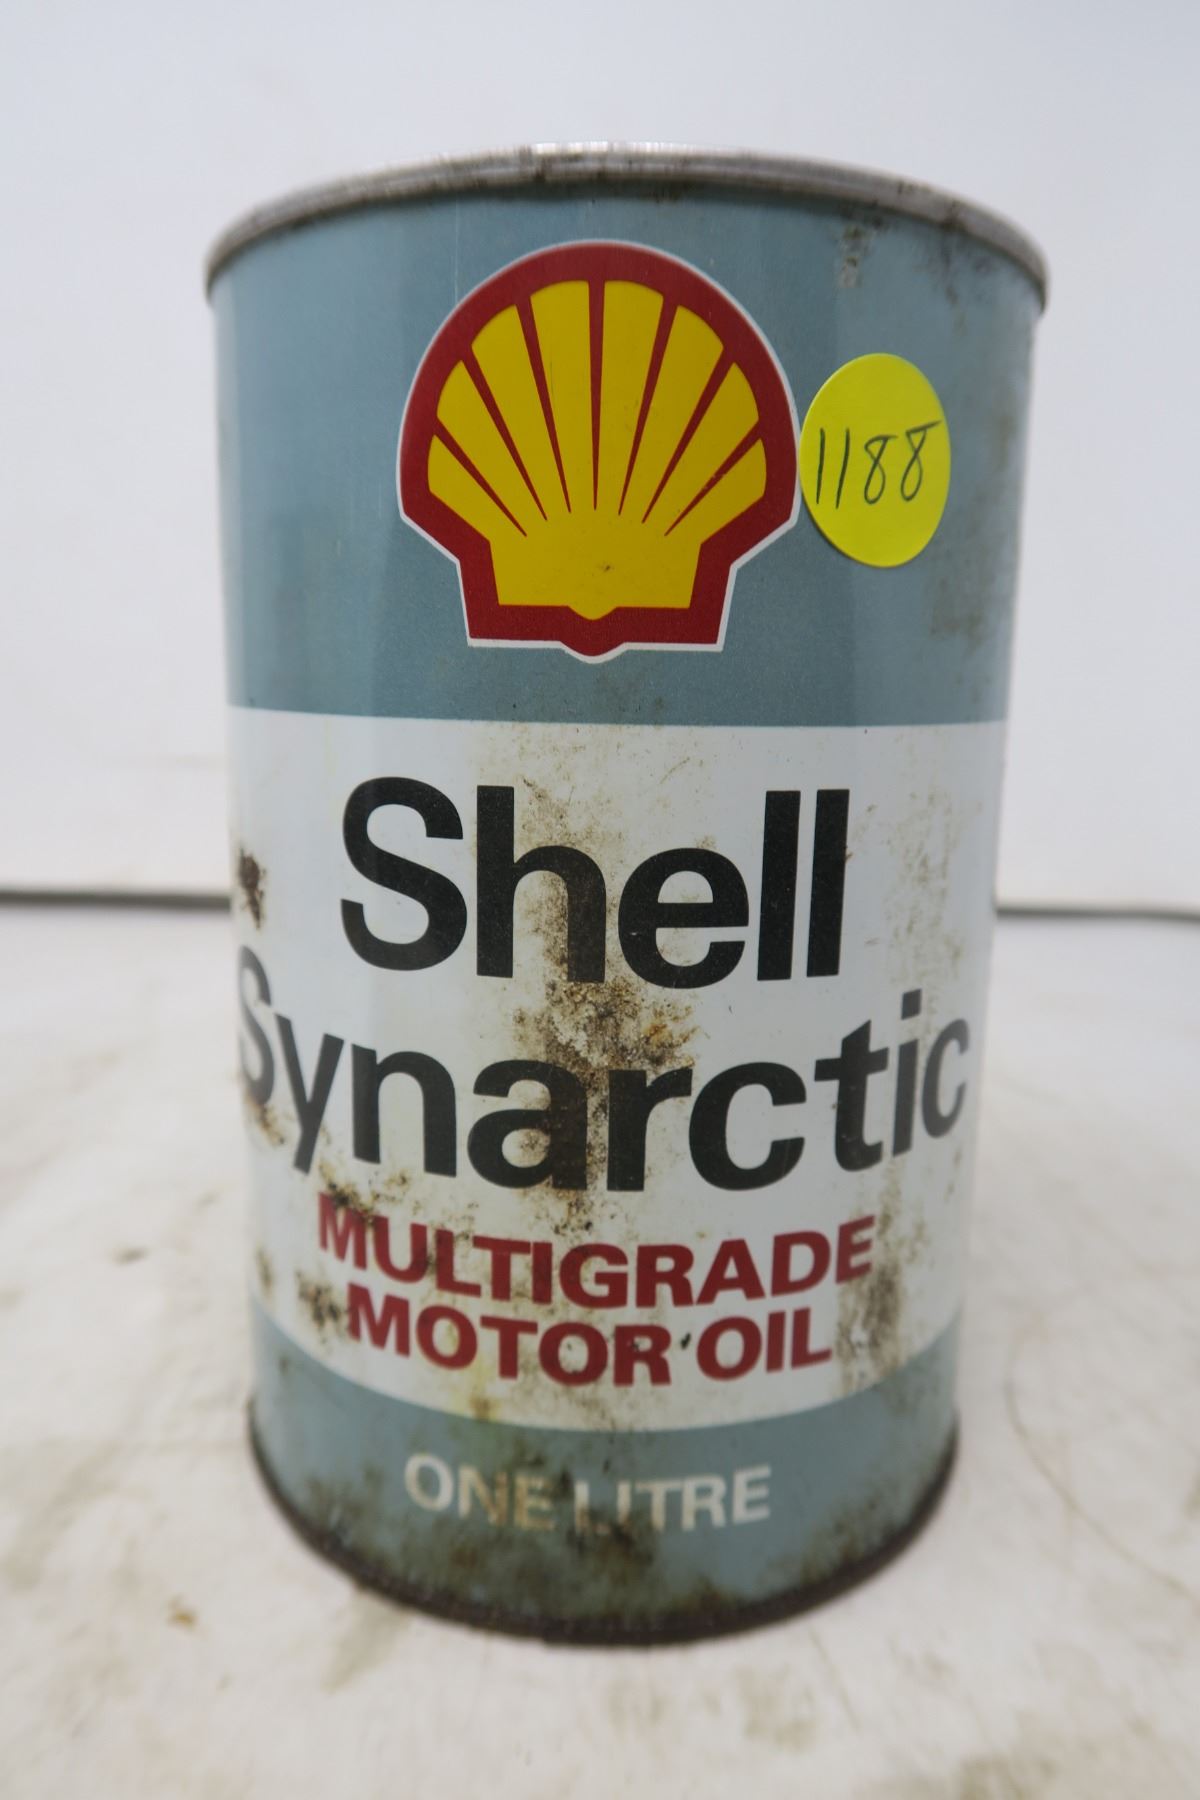 1188
Shell
Synarctic
MULTIGRADE
MOTOR OIL
ONE LITRE